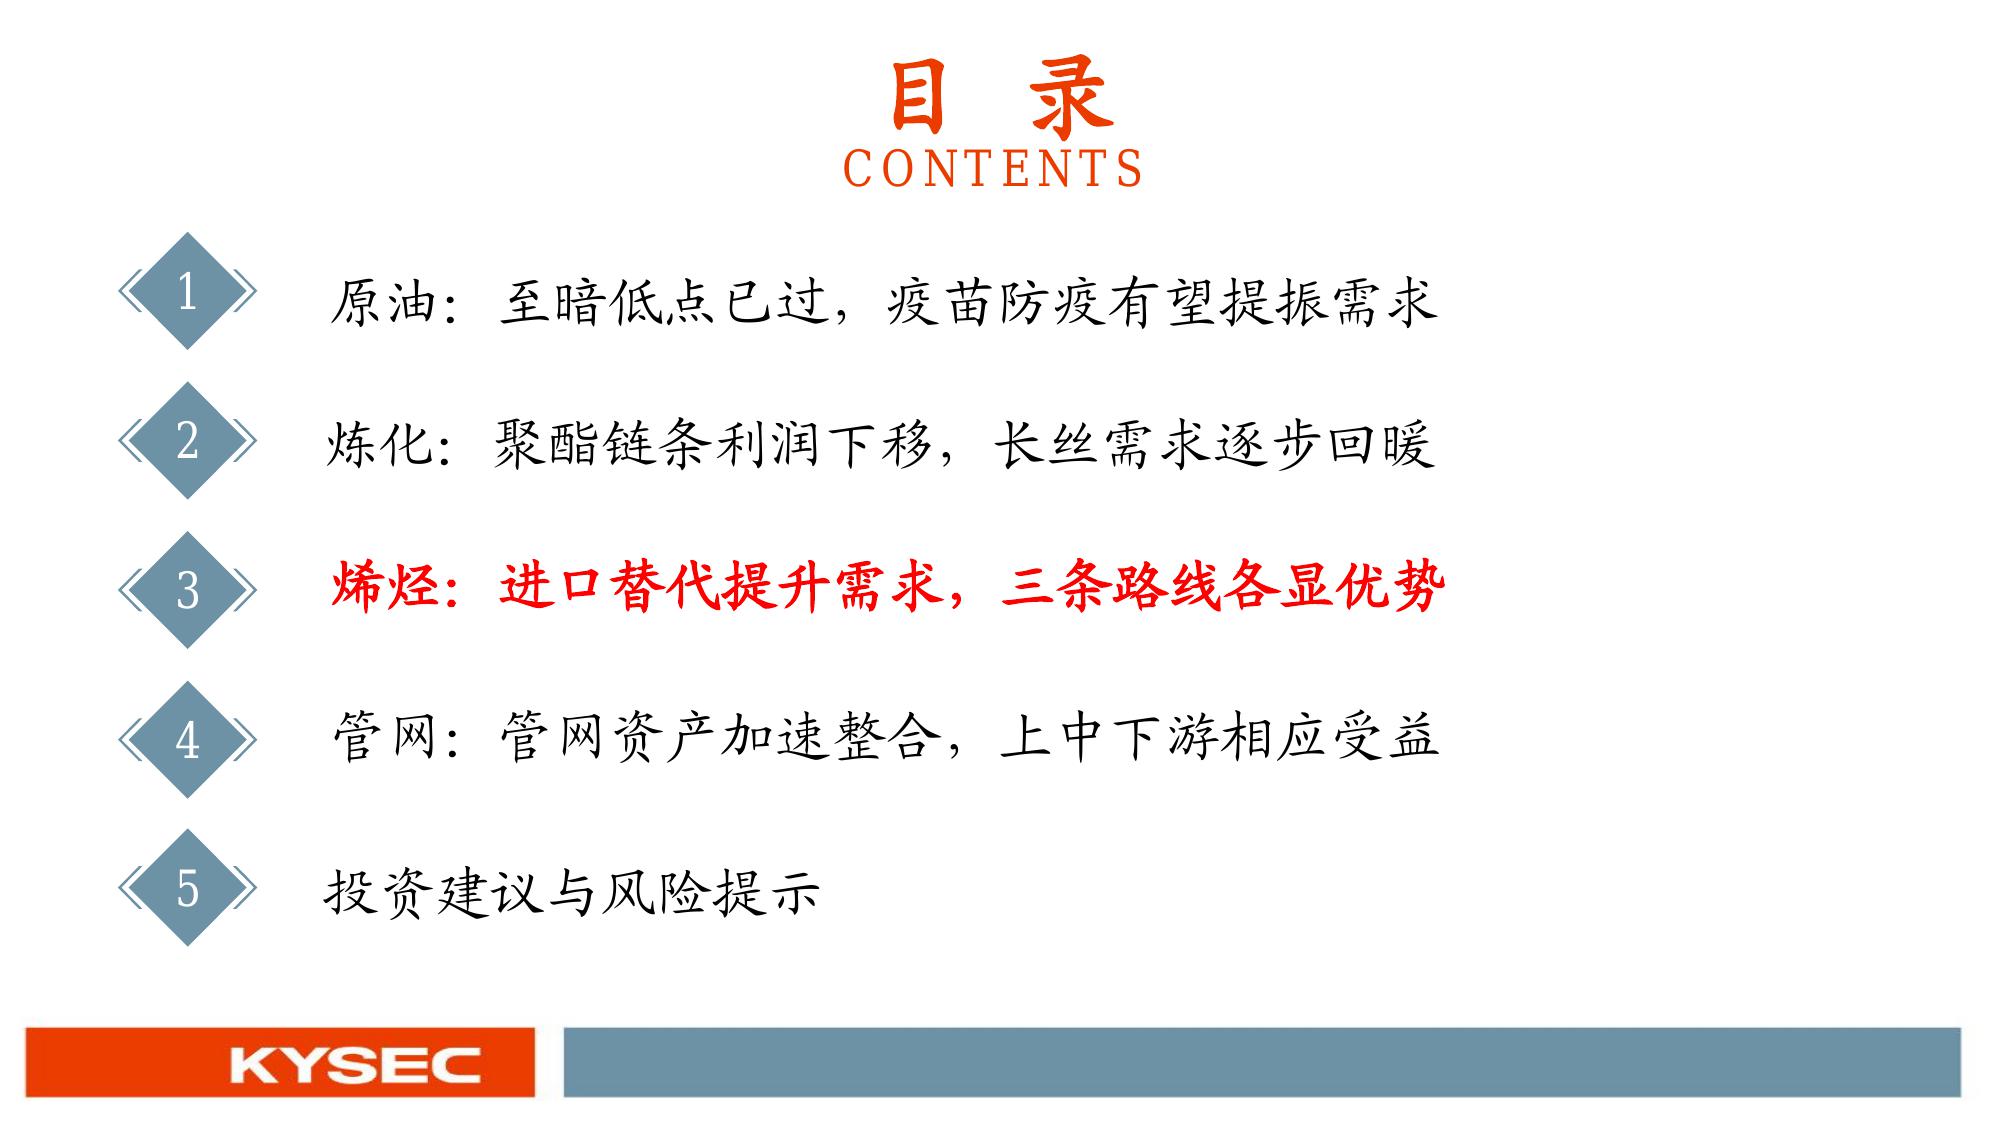 目 录
CONTENTS
1 原油：至暗低点已过，疫苗防疫有望提振需求
2 炼化：聚酯链条利润下移，长丝需求逐步回暖
3 烯烃：进口替代提升需求，三条路线各显优势
4 管网：管网资产加速整合，上中下游相应受益
5 投资建议与风险提示
KYSEC